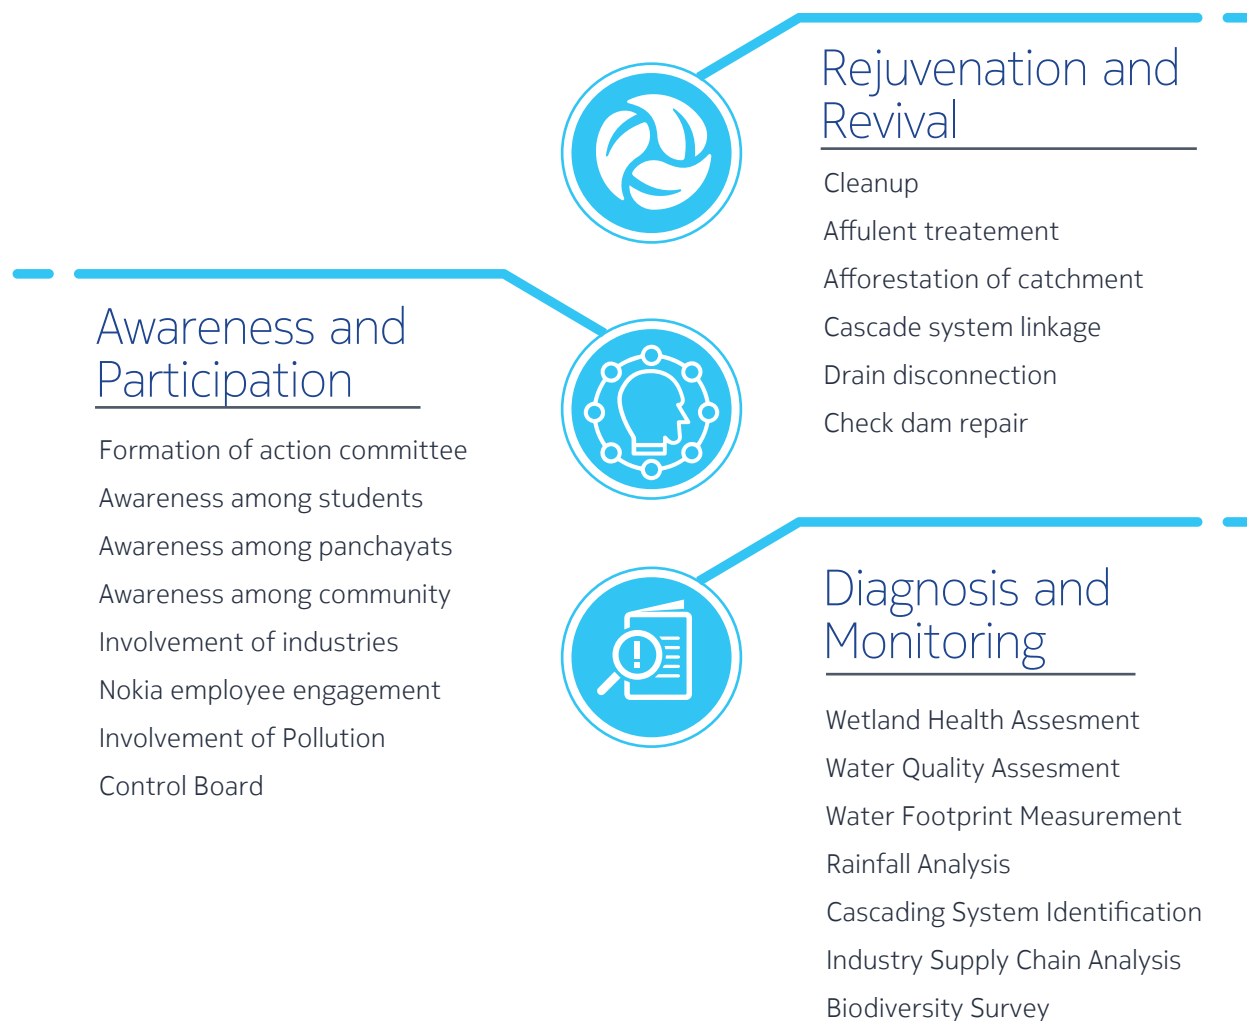 Rejuvenation and
Revival
Cleanup
Affulent treatement
Afforestation of catchment
Cascade system linkage
Drain disconnection
Check dam repair
Awareness and
Participation
Formation of action committee
Awareness among students
Awareness among panchayats
Awareness among community
Involvement of industries
Nokia employee engagement
Involvement of Pollution
Control Board
Diagnosis and
Monitoring
Wetland Health Assesment
Water Quality Assesment
Water Footprint Measurement
Rainfall Analysis
Cascading System Identification
Industry Supply Chain Analysis
Biodiversity Survey